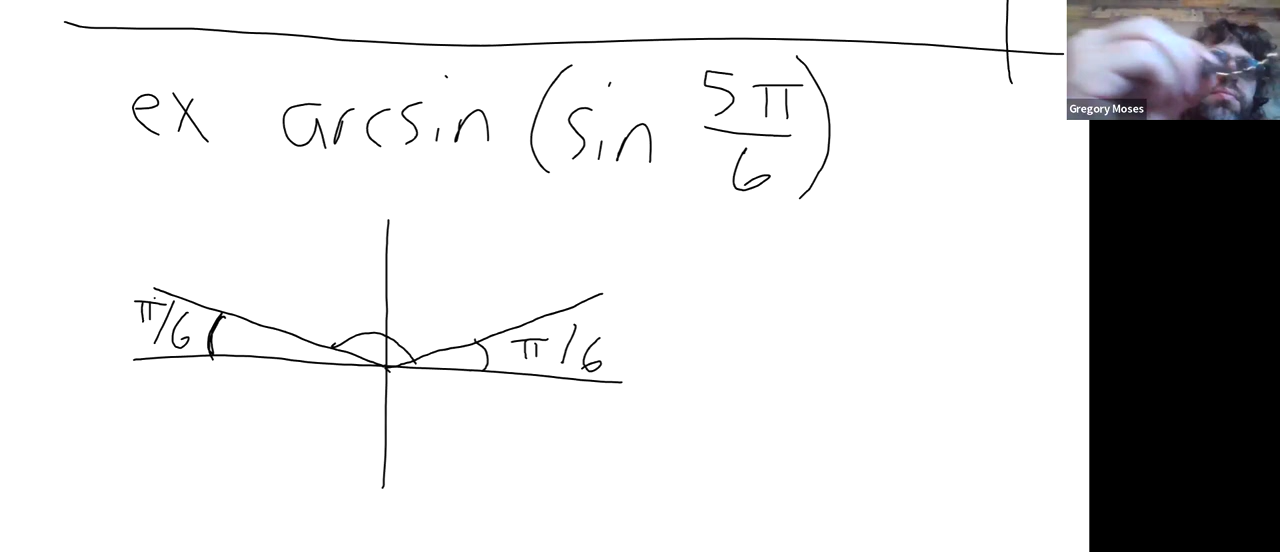 ex arcsin (sin 5π/6)
Gregory Moses
π/6
π/6